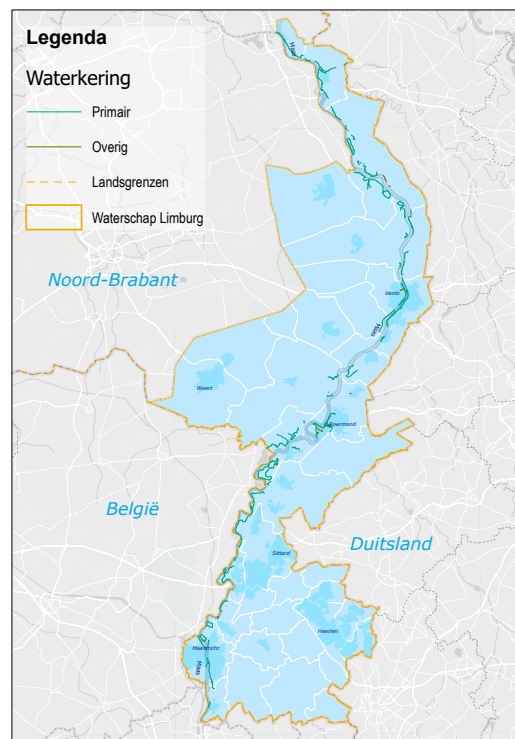 Legenda
Waterkering
Primair
Overig
Landsgrenzen
Waterschap Limburg
Maas
Noord-Brabant
Venlo
Maas
Weert
Roermond
België
Duitsland
Sittard
Heerlen
Maastricht
Maas